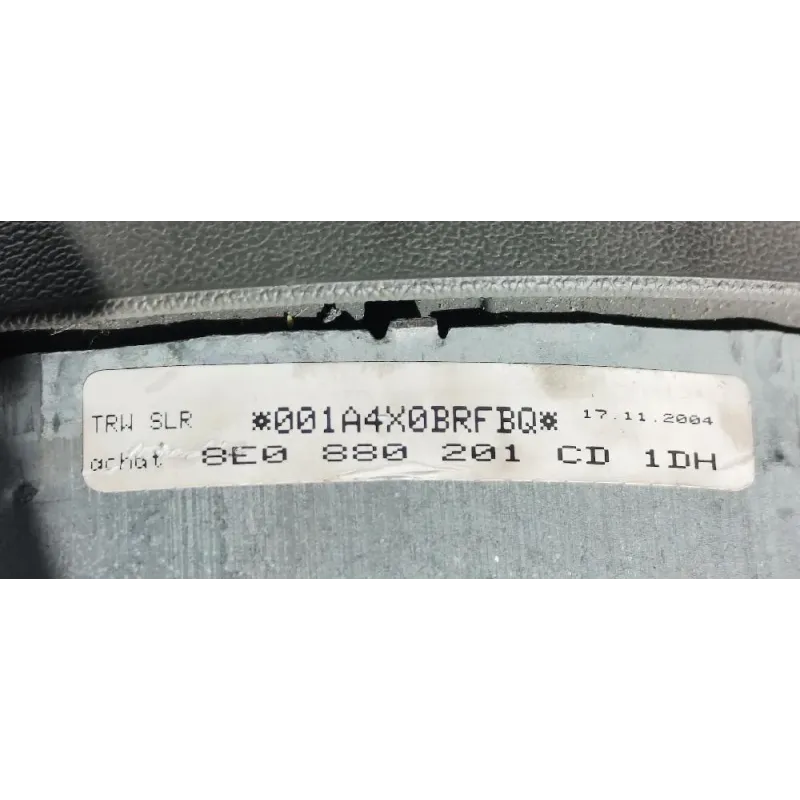 TRW SLR *001A4X0BRFBQ* 17.11.2004
achat 8E0 880 201 CD 1DH